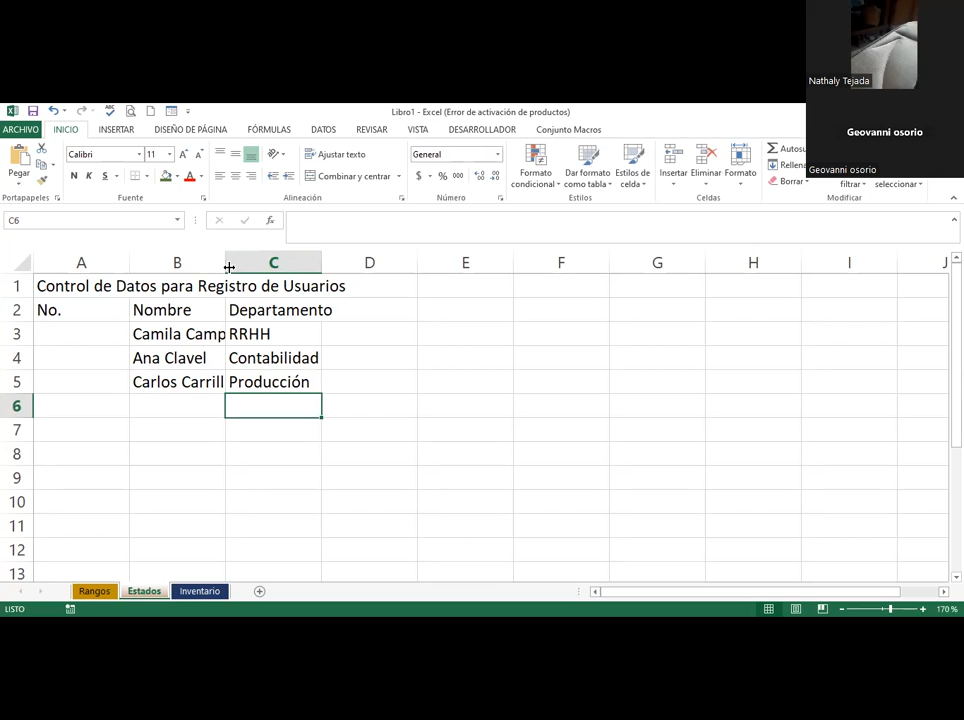 Nathaly Tejada
Geovanni osorio
Geovanni osorio
Libro1 - Excel (Error de activación de productos)
ARCHIVO INICIO INSERTAR DISEÑO DE PÁGINA FÓRMULAS DATOS REVISAR VISTA DESARROLLADOR Conjunto Macros
Calibri 11 Ajustar texto General Autosu
Pegar N K S Combinar y centrar $ % 000 Formato condicional Dar formato como tabla Estilos de celda Insertar Eliminar Formato Rellena
Borrar filtrar seleccionar
Portapapeles Fuente Alineación Número Estilos Celdas Modificar
C6 fx
A B C D E F G H I J
1 Control de Datos para Registro de Usuarios
2 No. Nombre Departamento
3 Camila Camp RRHH
4 Ana Clavel Contabilidad
5 Carlos Carrill Producción
6
7
8
9
10
11
12
13
Rangos Estados Inventario
LISTO 170 %